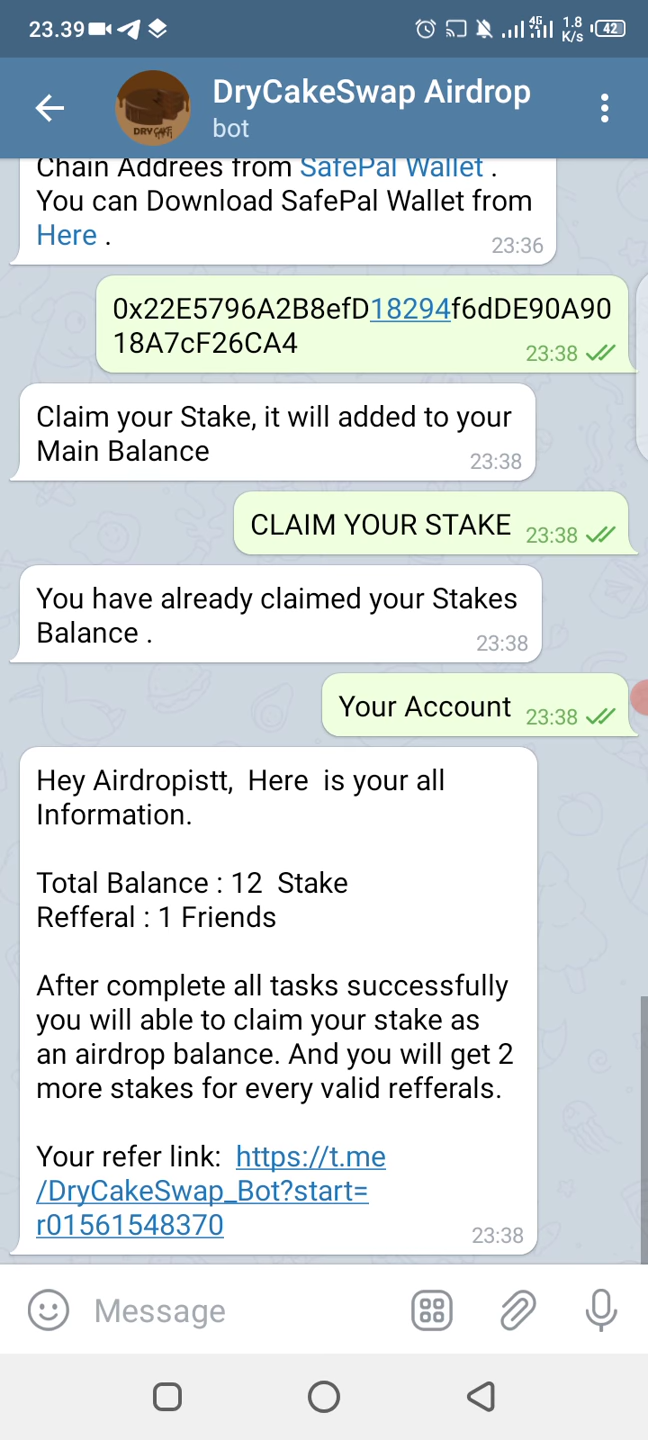 23.39
4G
1.8
K/s
42
DryCakeSwap Airdrop
DRY CAKE
bot
Chain Addrees from SafePal Wallet .
You can Download SafePal Wallet from
Here .
23:36
0x22E5796A2B8efD18294f6dDE90A90
18A7cF26CA4
23:38
Claim your Stake, it will added to your
Main Balance
23:38
CLAIM YOUR STAKE
23:38
You have already claimed your Stakes
Balance .
23:38
Your Account
23:38
Hey Airdropistt,  Here  is your all
Information.
Total Balance : 12  Stake
Refferal : 1 Friends
After complete all tasks successfully
you will able to claim your stake as
an airdrop balance. And you will get 2
more stakes for every valid refferals.
Your refer link:  https://t.me
/DryCakeSwap_Bot?start=
r01561548370
23:38
Message